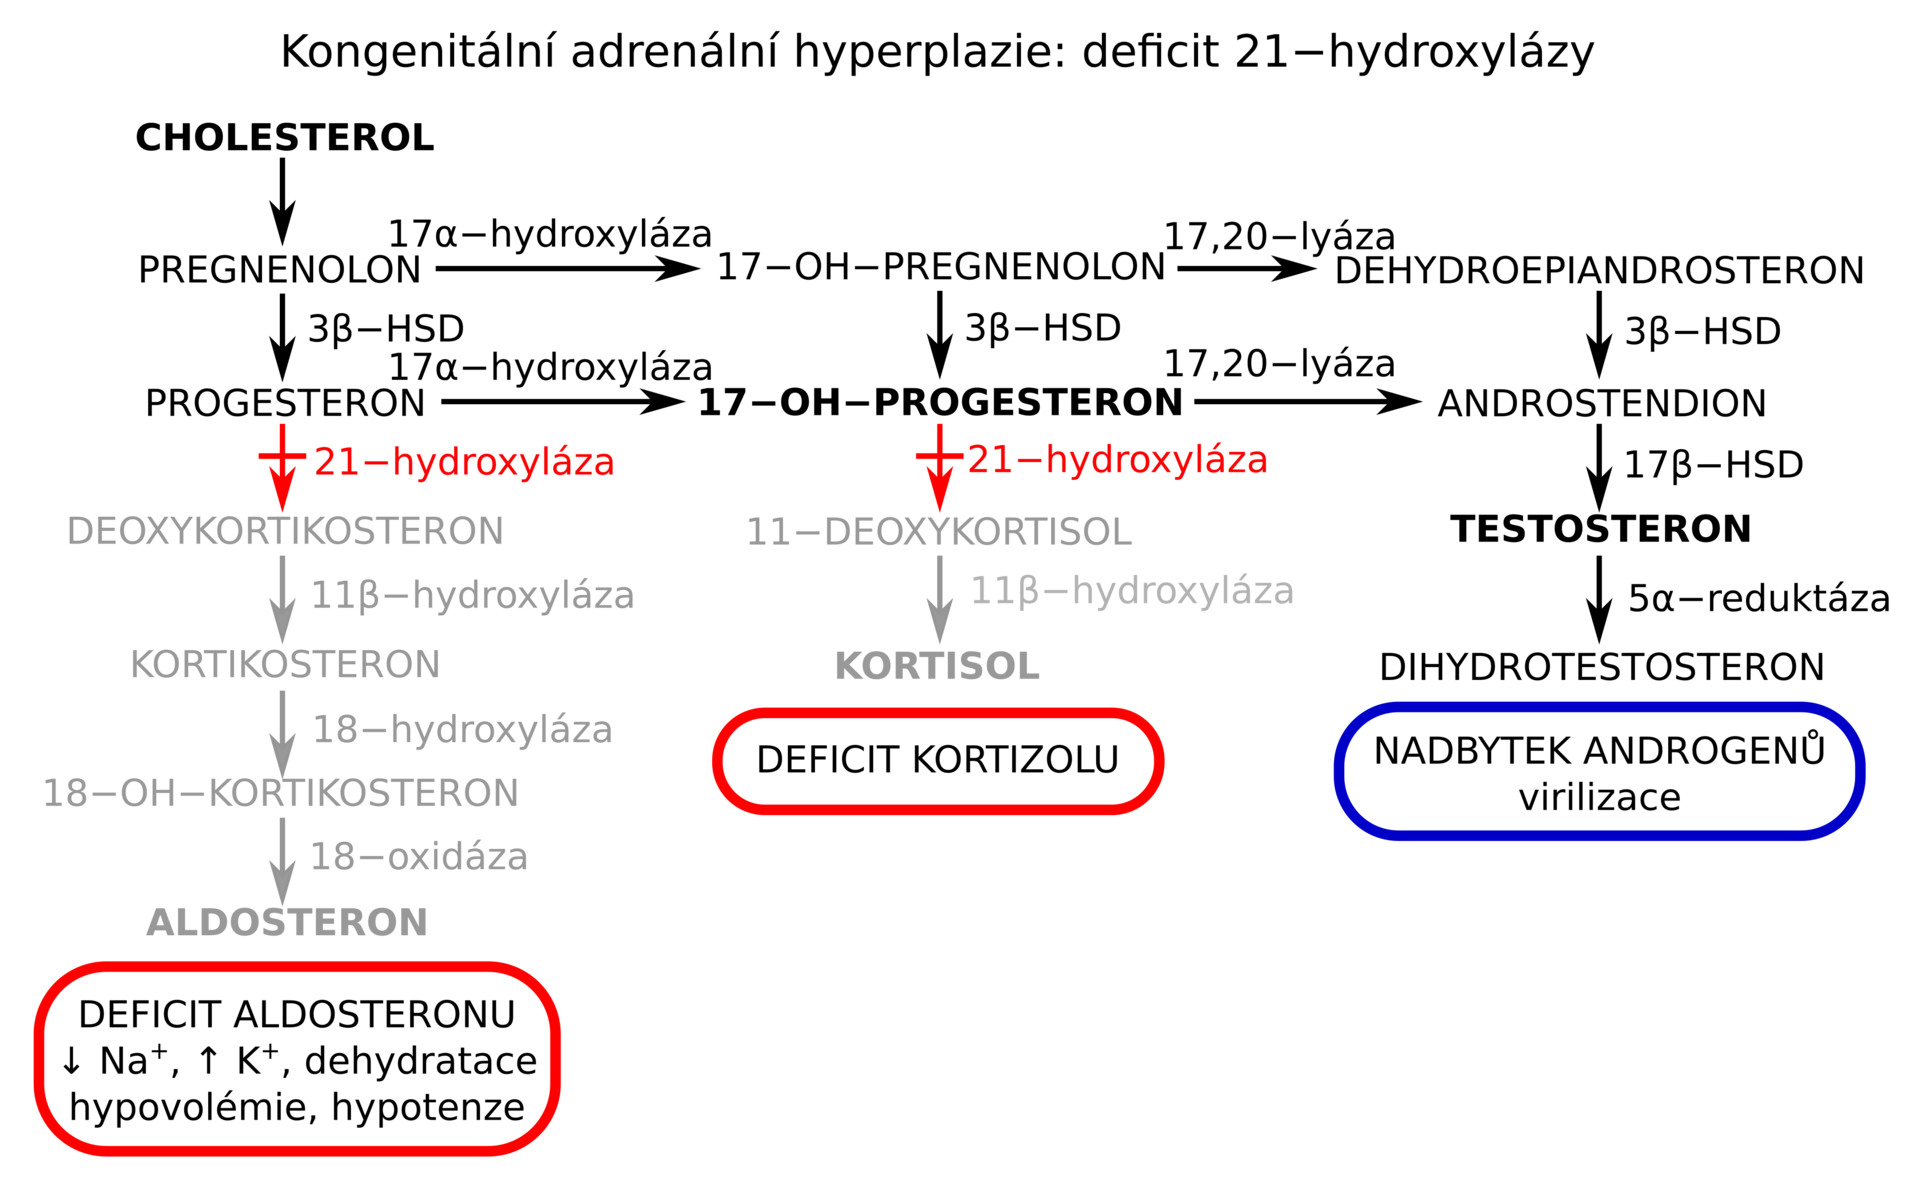 Kongenitální adrenální hyperplazie: deficit 21−hydroxylázy
CHOLESTEROL
17α−hydroxyláza
17,20−lyáza
PREGNENOLON
17−OH−PREGNENOLON
DEHYDROEPIANDROSTERON
3β−HSD
3β−HSD
3β−HSD
17α−hydroxyláza
17,20−lyáza
PROGESTERON
17−OH−PROGESTERON
ANDROSTENDION
21−hydroxyláza
21−hydroxyláza
17β−HSD
DEOXYKORTIKOSTERON
11−DEOXYKORTISOL
TESTOSTERON
11β−hydroxyláza
11β−hydroxyláza
5α−reduktáza
KORTIKOSTERON
KORTISOL
DIHYDROTESTOSTERON
18−hydroxyláza
DEFICIT KORTIZOLU
NADBYTEK ANDROGENŮ
virilizace
18−OH−KORTIKOSTERON
18−oxidáza
ALDOSTERON
DEFICIT ALDOSTERONU
↓ Na⁺, ↑ K⁺, dehydratace
hypovolémie, hypotenze